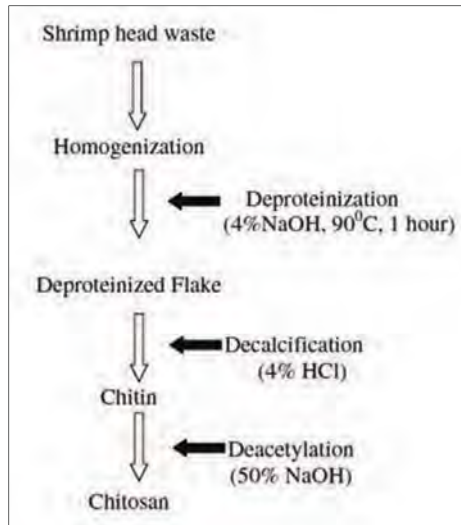 Shrimp head waste
Homogenization
Deproteinization
(4%NaOH, 90⁰C, 1 hour)
Deproteinized Flake
Decalcification
(4% HCl)
Chitin
Deacetylation
(50% NaOH)
Chitosan